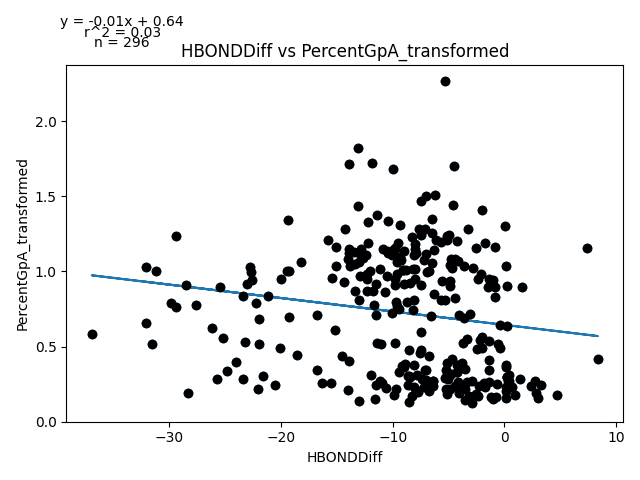 y = -0.01x + 0.64
r^2 = 0.03
n = 296
HBONDDiff vs PercentGpA_transformed
PercentGpA_transformed
2.0
1.5
1.0
0.5
0.0
−30
−20
−10
0
10
HBONDDiff